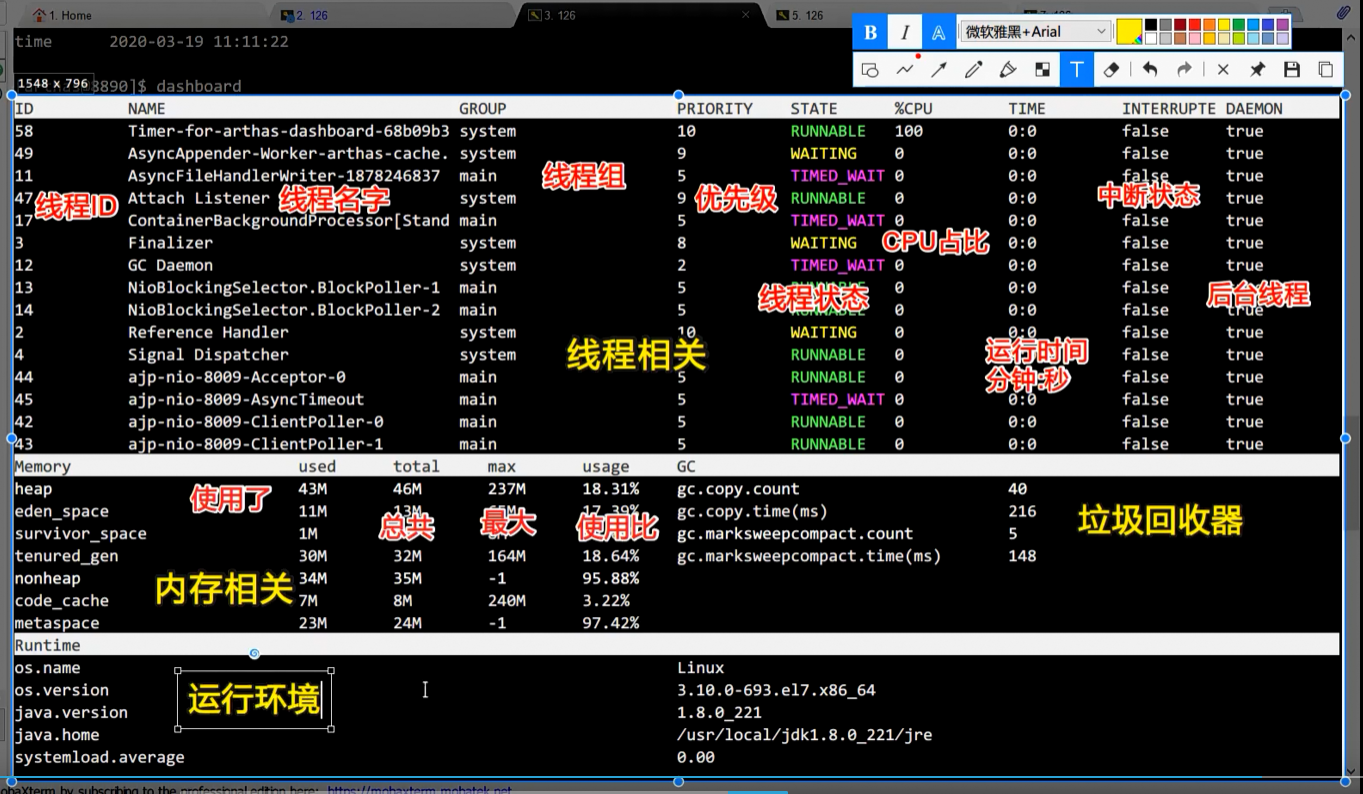 1. Home 2. 126 3. 126 5. 126
B I A 微软雅黑+Arial
time 2020-03-19 11:11:22
1548 x 796 8890]$ dashboard
ID NAME GROUP PRIORITY STATE %CPU TIME INTERRUPTE DAEMON
58 Timer-for-arthas-dashboard-68b09b3 system 10 RUNNABLE 100 0:0 false true
49 AsyncAppender-Worker-arthas-cache. system 9 WAITING 0 0:0 false true
11 AsyncFileHandlerWriter-1878246837 main 5 TIMED_WAIT 0 0:0 false true
线程组
47 Attach Listener system 9 RUNNABLE 0 0:0 false true
线程ID 线程名字 优先级 中断状态
17 ContainerBackgroundProcessor[Stand main 5 TIMED_WAIT 0 0:0 false true
3 Finalizer system 8 WAITING 0:0 false true
CPU占比
12 GC Daemon system 2 TIMED_WAIT 0 0:0 false true
13 NioBlockingSelector.BlockPoller-1 main 5 0 0:0 false true
线程状态 后台线程
14 NioBlockingSelector.BlockPoller-2 main 5 RUNNABLE 0 0:0 false true
2 Reference Handler system 10 WAITING 0 0:0 false true
4 Signal Dispatcher system RUNNABLE 0 false true
线程相关 运行时间
44 ajp-nio-8009-Acceptor-0 main 5 RUNNABLE 0 false true
分钟:秒
45 ajp-nio-8009-AsyncTimeout main 5 TIMED_WAIT 0 0:0 false true
42 ajp-nio-8009-ClientPoller-0 main 5 RUNNABLE 0 0:0 false true
43 ajp-nio-8009-ClientPoller-1 main 5 RUNNABLE 0 0:0 false true
Memory used total max usage GC
heap 43M 46M 237M 18.31% gc.copy.count 40
使用了
eden_space 11M 13M 17.39% gc.copy.time(ms) 216
总共 最大 使用比 垃圾回收器
survivor_space 1M gc.marksweepcompact.count 5
tenured_gen 30M 32M 164M 18.64% gc.marksweepcompact.time(ms) 148
nonheap 34M 35M -1 95.88%
内存相关
code_cache 7M 8M 240M 3.22%
metaspace 23M 24M -1 97.42%
Runtime
os.name Linux
os.version 3.10.0-693.el7.x86_64
运行环境
java.version 1.8.0_221
java.home /usr/local/jdk1.8.0_221/jre
systemload.average 0.00
obaXterm by subscribing to the professional edition here: https://mobaxterm.mobatek.net